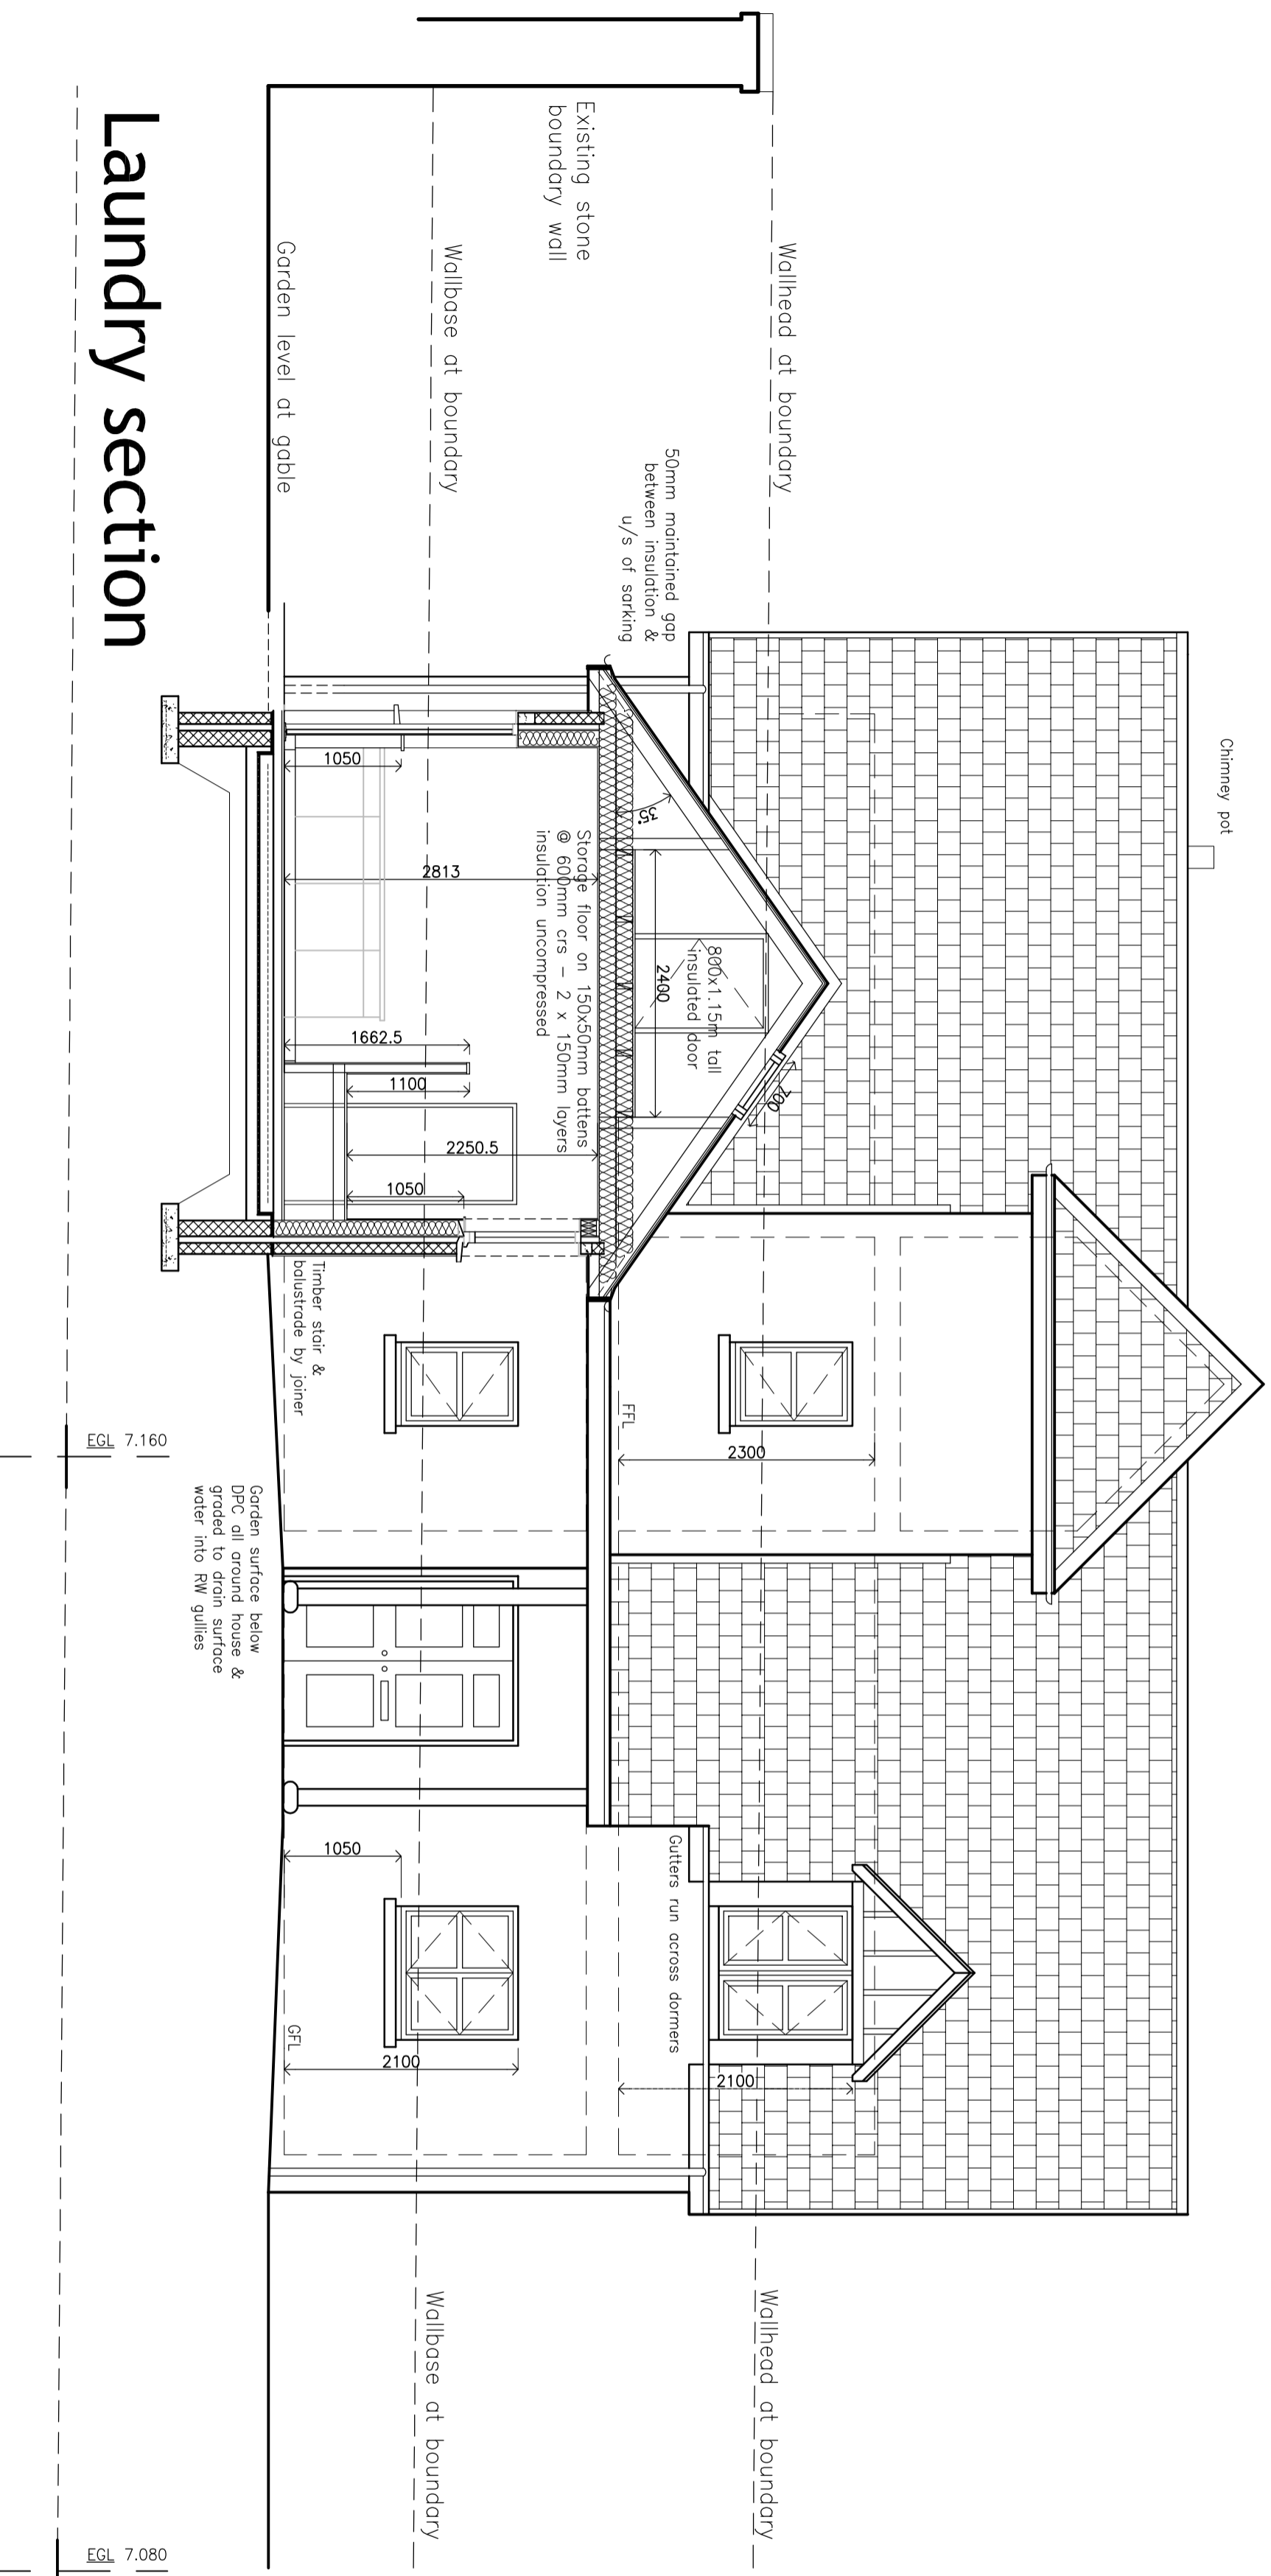 Chimney pot
Wallhead at boundary
Wallhead at boundary
50mm maintained gap
between insulation &
u/s of sarking
Existing stone
boundary wall
35°
700
800x1.15m tall
insulated door
2400
FFL
2300
Gutters run across dormers
2100
Storage floor on 150x50mm battens
@ 600mm crs - 2 x 150mm layers
insulation uncompressed
Wallbase at boundary
Wallbase at boundary
1050
2813
1662.5
1100
2250.5
1050
1050
2100
GFL
Garden level at gable
Timber stair &
balustrade by joiner
Garden surface below
DPC all around house &
graded to drain surface
water into RW gullies
Laundry section
EGL 7.160
EGL 7.080